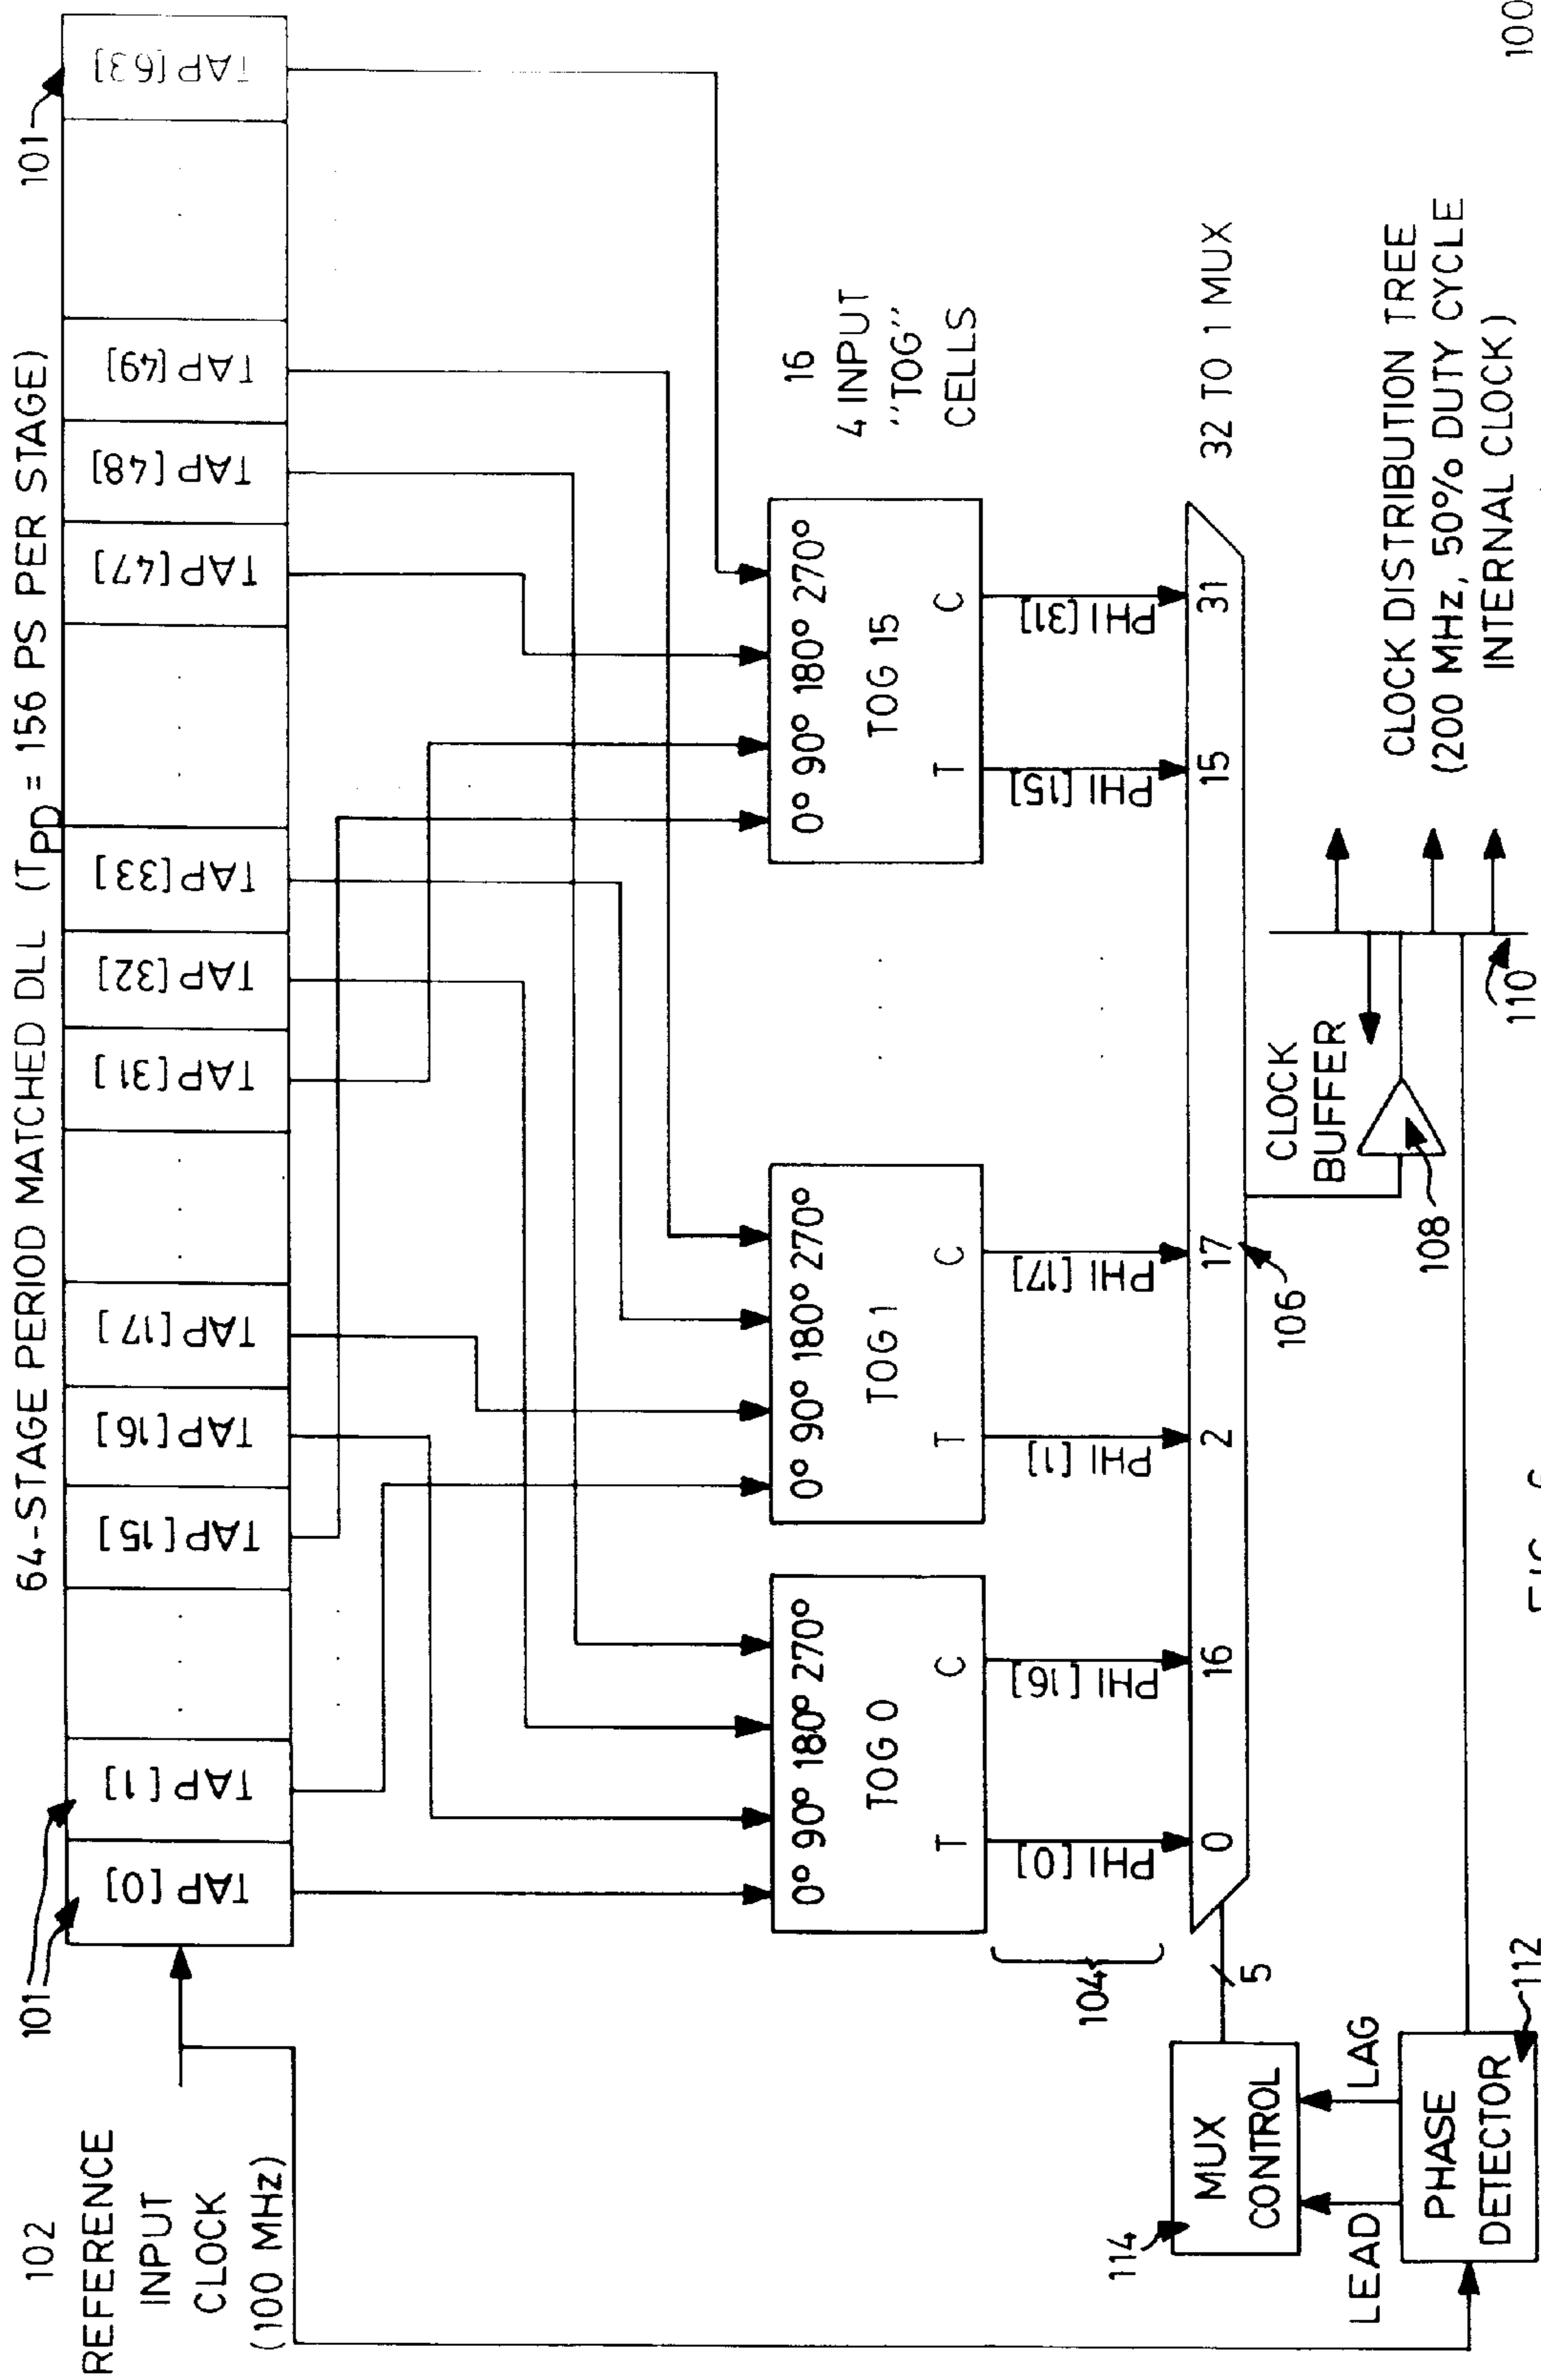 64-STAGE PERIOD MATCHED DLL (TPD = 156 PS PER STAGE)
101
101
102
REFERENCE
INPUT
CLOCK
(100 MHz)
TAP [0]
TAP [1]
TAP [15]
TAP [16]
TAP [17]
TAP [31]
TAP [32]
TAP [33]
TAP [47]
TAP [48]
TAP [49]
TAP [63]
0° 90° 180° 270°
TOG 0
T C
0° 90° 180° 270°
TOG 1
T C
0° 90° 180° 270°
TOG 15
T C
16
4 INPUT
"TOG"
CELLS
104
PHI [0]
PHI [16]
PHI [1]
PHI [17]
PHI [15]
PHI [31]
0 16 2 17 15 31
32 TO 1 MUX
5
106
114
MUX
CONTROL
LEAD
LAG
PHASE
DETECTOR
112
CLOCK
BUFFER
108
110
CLOCK DISTRIBUTION TREE
(200 MHz, 50% DUTY CYCLE
INTERNAL CLOCK)
100